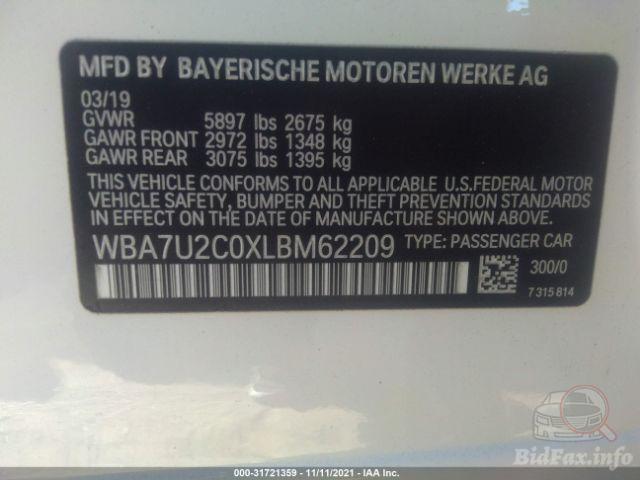 MFD BY BAYERISCHE MOTOREN WERKE AG
03/19
GVWR 5897 lbs 2675 kg
GAWR FRONT 2972 lbs 1348 kg
GAWR REAR 3075 lbs 1395 kg
THIS VEHICLE CONFORMS TO ALL APPLICABLE U.S.FEDERAL MOTOR
VEHICLE SAFETY, BUMPER AND THEFT PREVENTION STANDARDS
IN EFFECT ON THE DATE OF MANUFACTURE SHOWN ABOVE.
WBA7U2C0XLBM62209 TYPE: PASSENGER CAR
300/0
7315814
BidFax.info
000-31721359 - 11/11/2021 - IAA Inc.